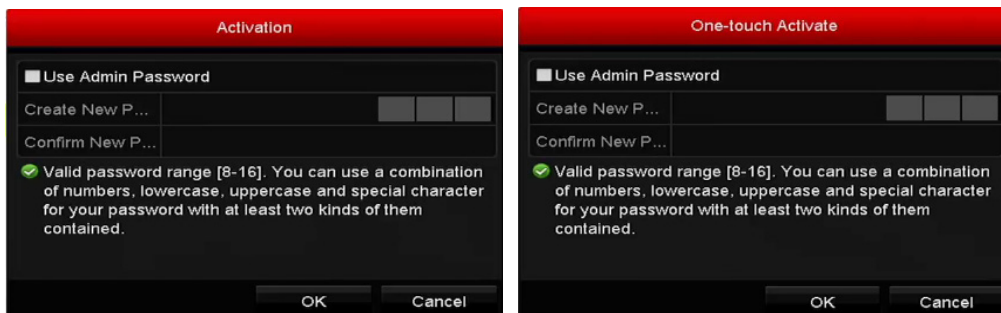 Activation
Use Admin Password
Create New P...
Confirm New P...
Valid password range [8-16]. You can use a combination
of numbers, lowercase, uppercase and special character
for your password with at least two kinds of them
contained.
OK
Cancel
One-touch Activate
Use Admin Password
Create New P...
Confirm New P...
Valid password range [8-16]. You can use a combination
of numbers, lowercase, uppercase and special character
for your password with at least two kinds of them
contained.
OK
Cancel